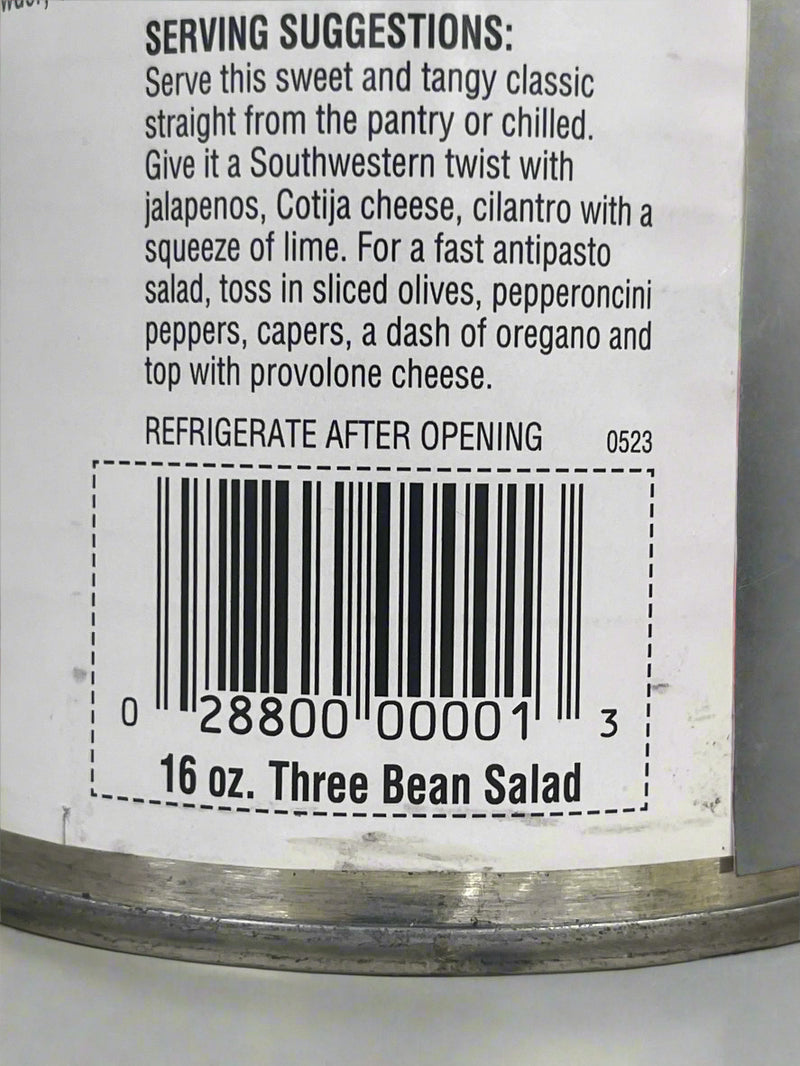 SERVING SUGGESTIONS:
Serve this sweet and tangy classic
straight from the pantry or chilled.
Give it a Southwestern twist with
jalapenos, Cotija cheese, cilantro with a
squeeze of lime. For a fast antipasto
salad, toss in sliced olives, pepperoncini
peppers, capers, a dash of oregano and
top with provolone cheese.
REFRIGERATE AFTER OPENING 0523
0 28800 00001 3
16 oz. Three Bean Salad